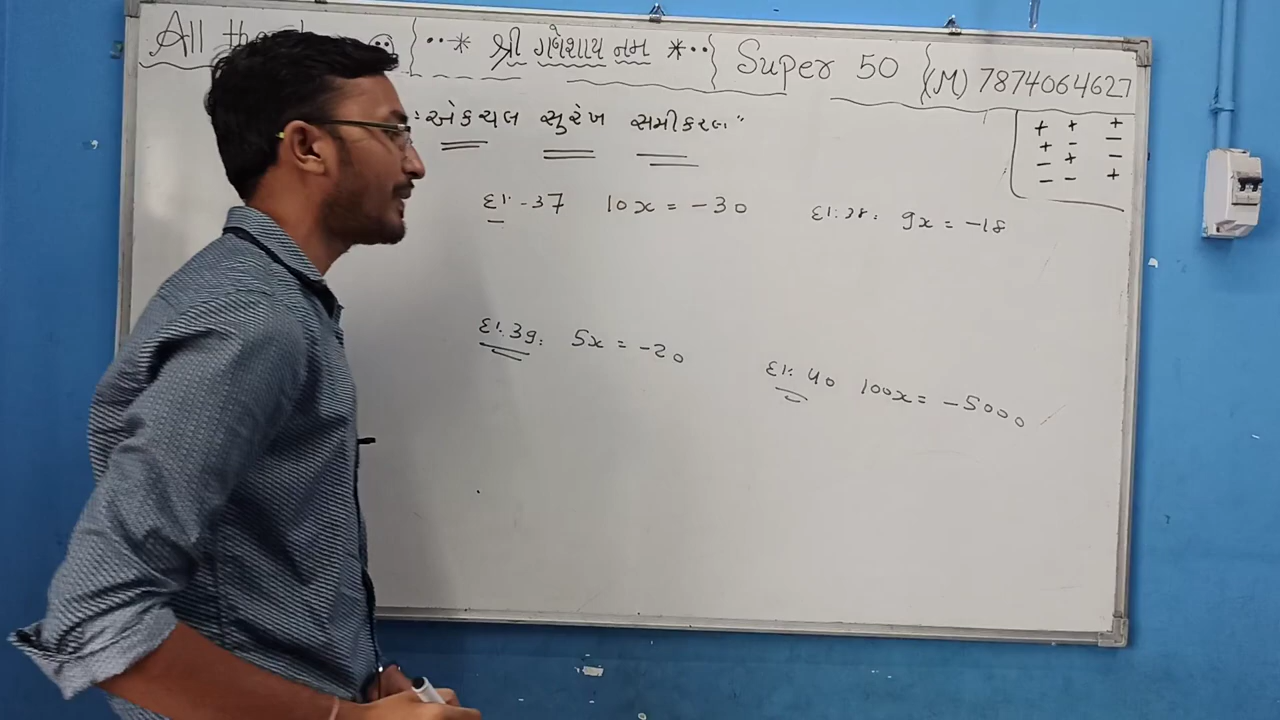 All the ..* શ્રી ગણેશાય નમ *.. Super 50 (M) 7874064627
"એકચલ સુરેખ સમીકરણ"
+ + +
+ - -
- + -
- - +
દા:-37 10x = -30
દા:38: 9x = -18
દા:39: 5x = -20
દા: 40 100x = -5000